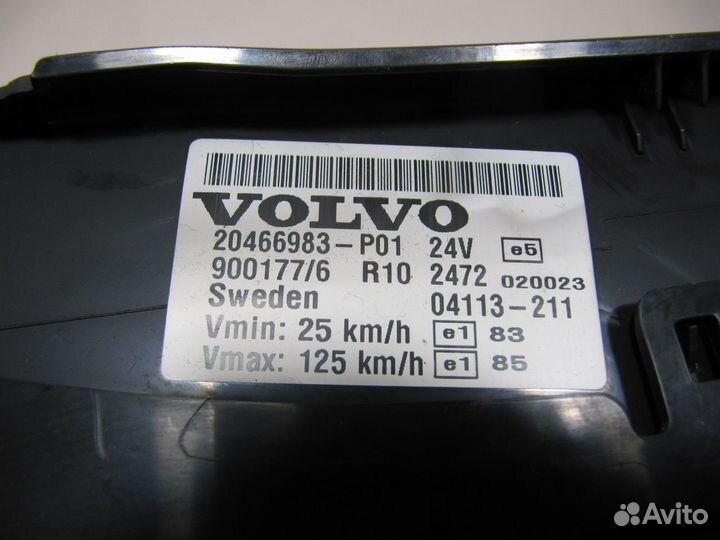 VOLVO
20466983-P01 24V e5
900177/6 R10 2472 020023
Sweden 04113-211
Vmin: 25 km/h e1 83
Vmax: 125 km/h e1 85
Avito